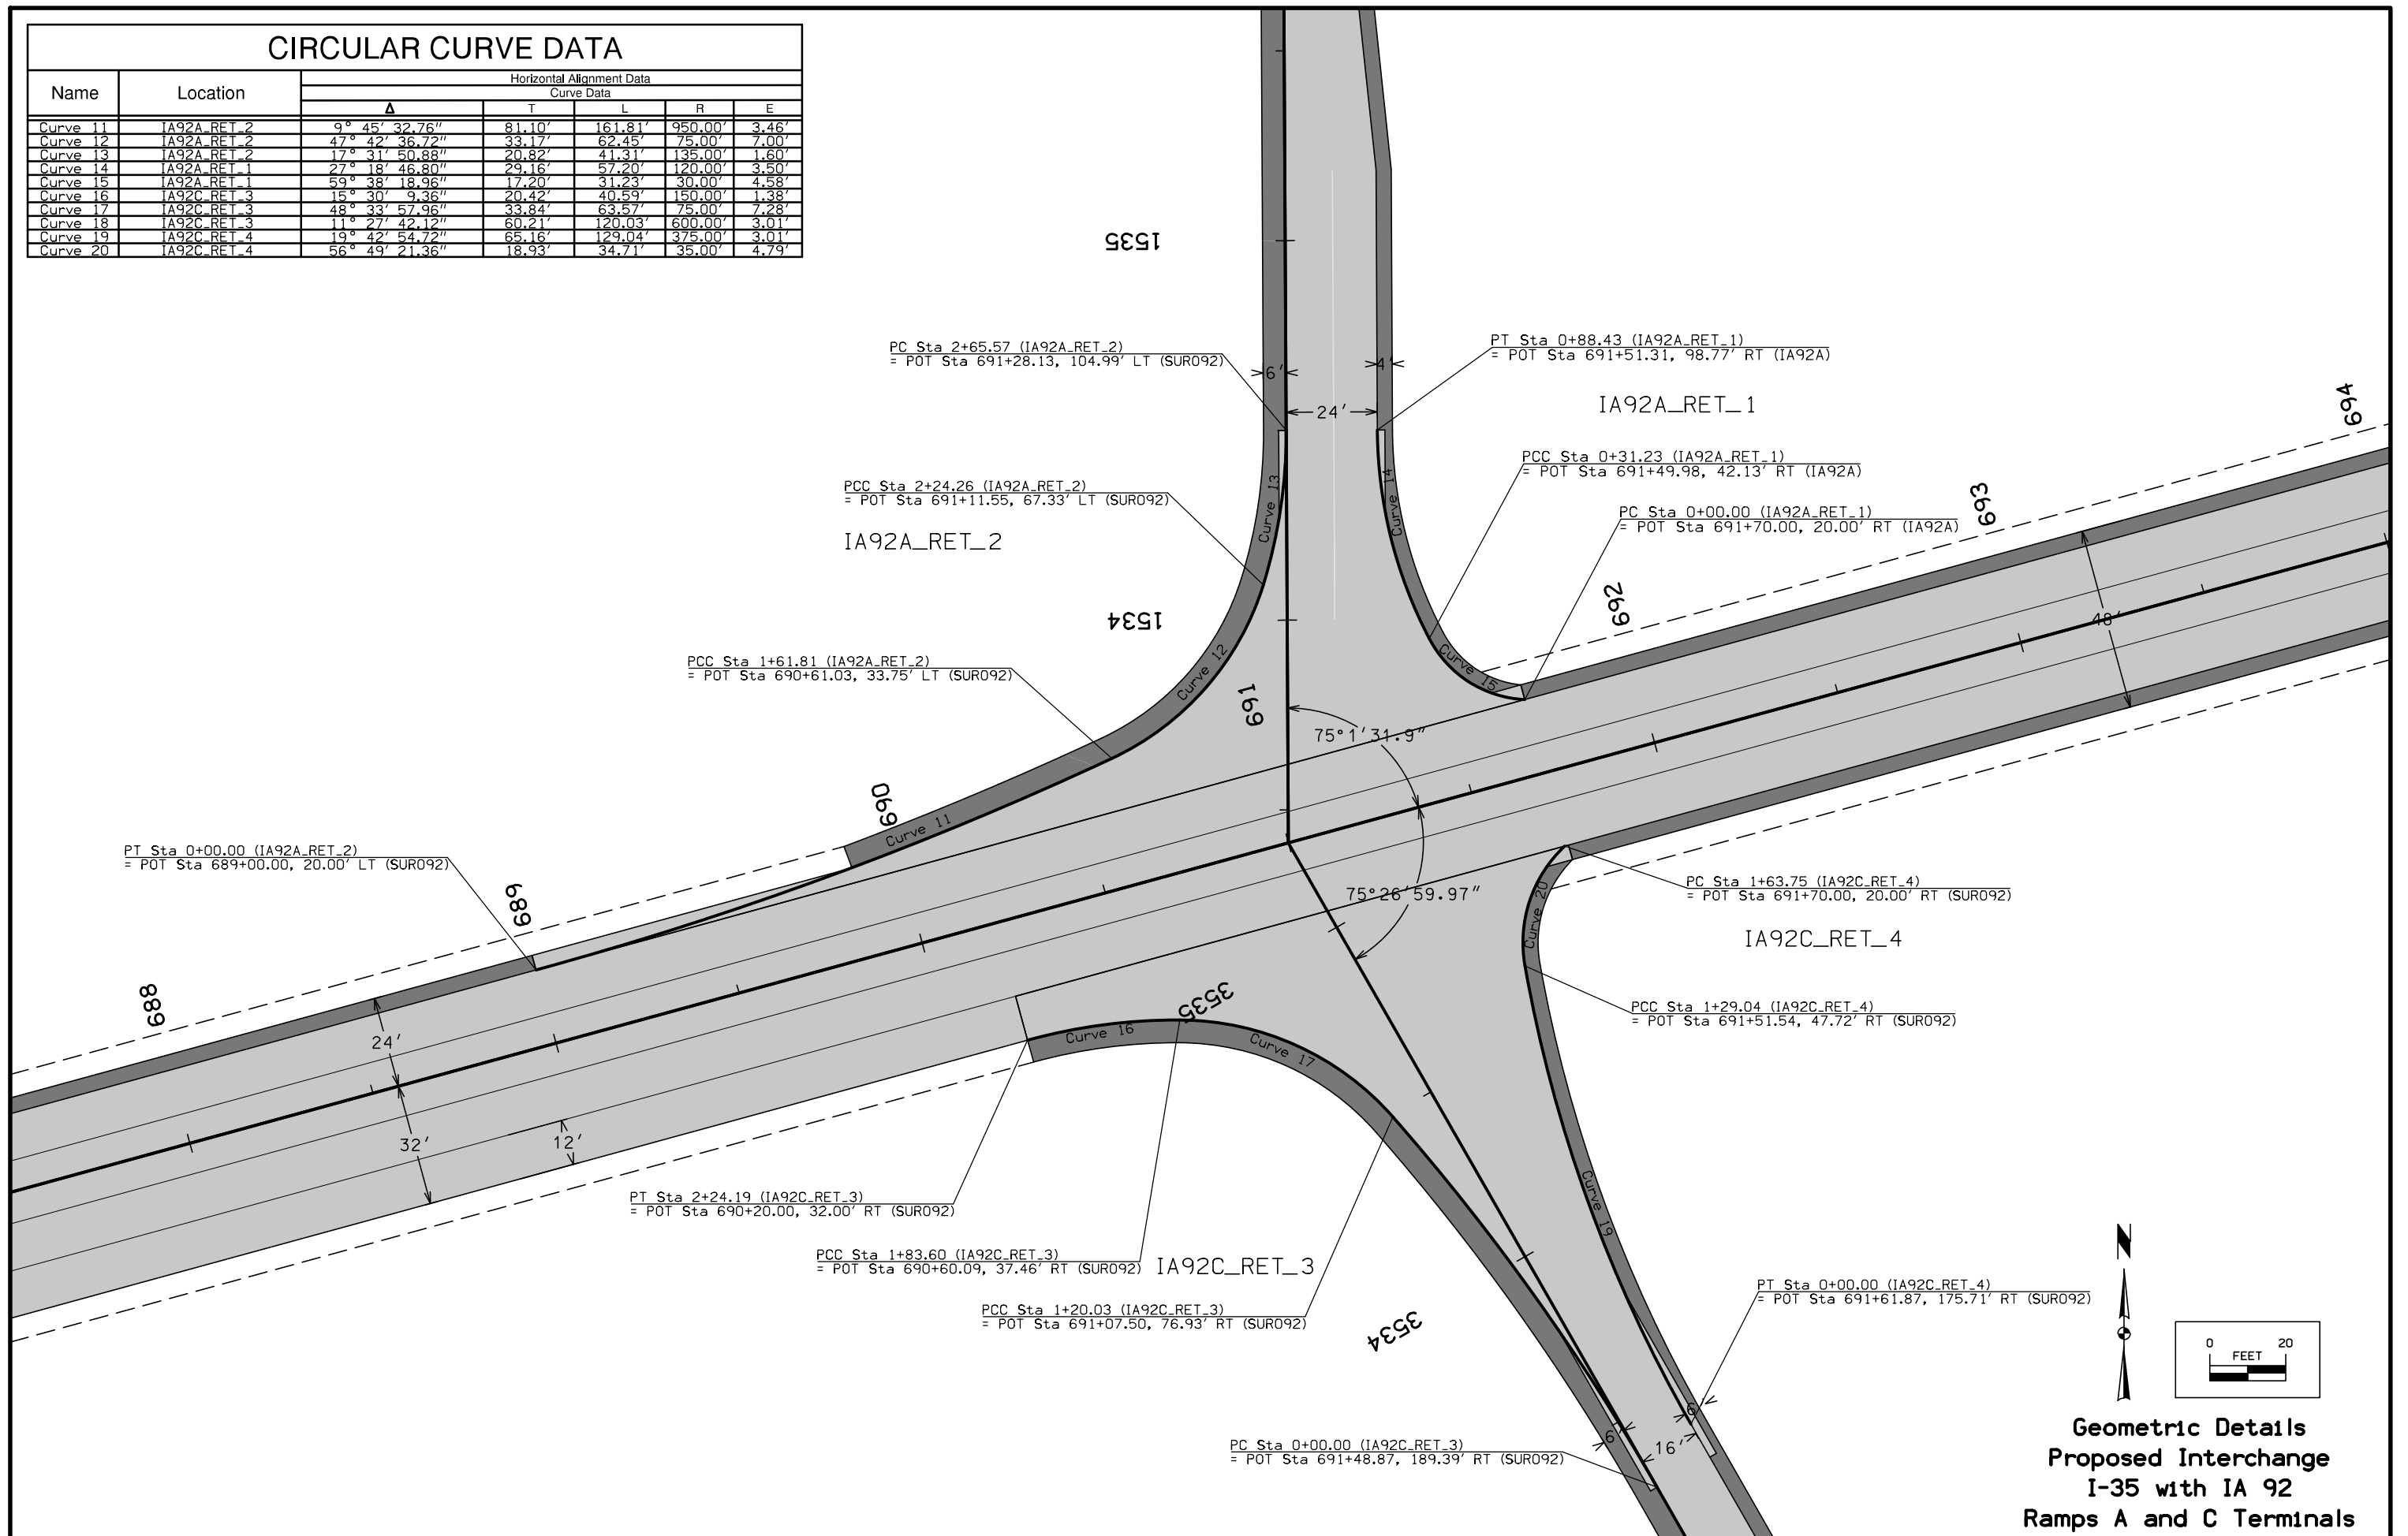 CIRCULAR CURVE DATA
Name Location Horizontal Alignment Data
Curve Data
Δ T L R E
Curve 11 IA92A_RET_2 9° 45′ 32.76″ 81.10′ 161.81′ 950.00′ 3.46′
Curve 12 IA92A_RET_2 47° 42′ 36.72″ 33.17′ 62.45′ 75.00′ 7.00′
Curve 13 IA92A_RET_2 17° 31′ 50.88″ 20.82′ 41.31′ 135.00′ 1.60′
Curve 14 IA92A_RET_1 27° 18′ 46.80″ 29.16′ 57.20′ 120.00′ 3.50′
Curve 15 IA92A_RET_1 59° 38′ 18.96″ 17.20′ 31.23′ 30.00′ 4.58′
Curve 16 IA92C_RET_3 15° 30′ 9.36″ 20.42′ 40.59′ 150.00′ 1.38′
Curve 17 IA92C_RET_3 48° 33′ 57.96″ 33.84′ 63.57′ 75.00′ 7.28′
Curve 18 IA92C_RET_3 11° 27′ 42.12″ 60.21′ 120.03′ 600.00′ 3.01′
Curve 19 IA92C_RET_4 19° 42′ 54.72″ 65.16′ 129.04′ 375.00′ 3.01′
Curve 20 IA92C_RET_4 56° 49′ 21.36″ 18.93′ 34.71′ 35.00′ 4.79′
1535
PC Sta 2+65.57 (IA92A_RET_2)
= POT Sta 691+28.13, 104.99′ LT (SUR092)
PT Sta 0+88.43 (IA92A_RET_1)
= POT Sta 691+51.31, 98.77′ RT (IA92A)
6′
4′
24′
IA92A_RET_1
694
PCC Sta 0+31.23 (IA92A_RET_1)
= POT Sta 691+49.98, 42.13′ RT (IA92A)
PCC Sta 2+24.26 (IA92A_RET_2)
= POT Sta 691+11.55, 67.33′ LT (SUR092)
Curve 13
Curve 14
693
PC Sta 0+00.00 (IA92A_RET_1)
= POT Sta 691+70.00, 20.00′ RT (IA92A)
IA92A_RET_2
1534
692
48′
PCC Sta 1+61.81 (IA92A_RET_2)
= POT Sta 690+61.03, 33.75′ LT (SUR092)
Curve 12
Curve 15
691
75°1′31.9″
690
Curve 11
PT Sta 0+00.00 (IA92A_RET_2)
= POT Sta 689+00.00, 20.00′ LT (SUR092)
689
75°26′59.97″
PC Sta 1+63.75 (IA92C_RET_4)
= POT Sta 691+70.00, 20.00′ RT (SUR092)
Curve 20
IA92C_RET_4
688
3535
PCC Sta 1+29.04 (IA92C_RET_4)
= POT Sta 691+51.54, 47.72′ RT (SUR092)
24′
Curve 16
Curve 17
32′
12′
PT Sta 2+24.19 (IA92C_RET_3)
= POT Sta 690+20.00, 32.00′ RT (SUR092)
Curve 19
PCC Sta 1+83.60 (IA92C_RET_3)
= POT Sta 690+60.09, 37.46′ RT (SUR092)
IA92C_RET_3
PT Sta 0+00.00 (IA92C_RET_4)
= POT Sta 691+61.87, 175.71′ RT (SUR092)
PCC Sta 1+20.03 (IA92C_RET_3)
= POT Sta 691+07.50, 76.93′ RT (SUR092)
3534
N
0 20
FEET
6′
6′
16′
PC Sta 0+00.00 (IA92C_RET_3)
= POT Sta 691+48.87, 189.39′ RT (SUR092)
Geometric Details
Proposed Interchange
I-35 with IA 92
Ramps A and C Terminals